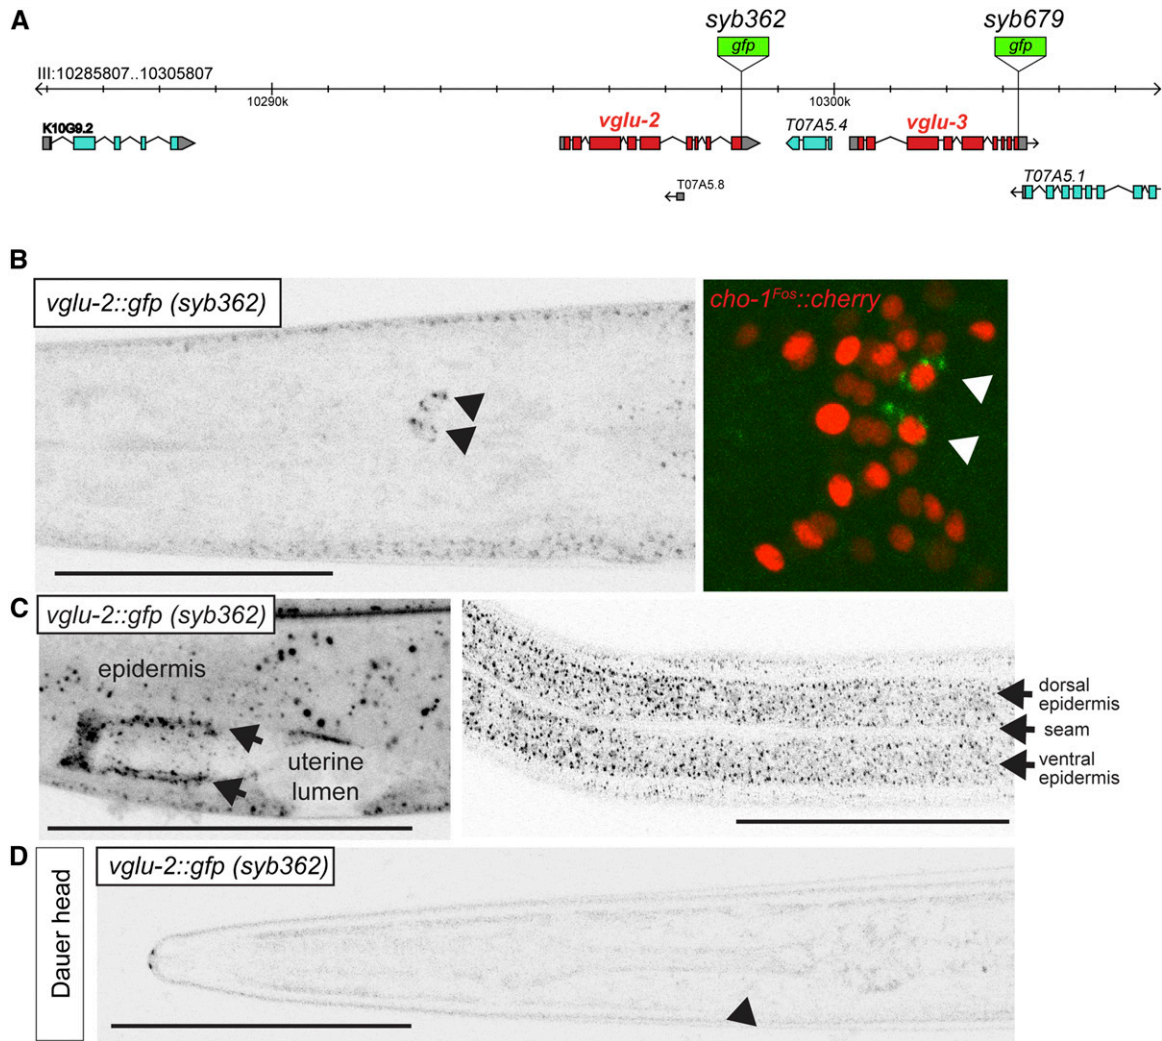 A
syb362
syb679
gfp
gfp
III:10285807..10305807
10290k
10300k
K10G9.2
vglu-2
T07A5.4
vglu-3
T07A5.8
T07A5.1
B
vglu-2::gfp (syb362)
cho-1Fos::cherry
C
vglu-2::gfp (syb362)
epidermis
uterine
lumen
dorsal
epidermis
seam
ventral
epidermis
D
Dauer head
vglu-2::gfp (syb362)